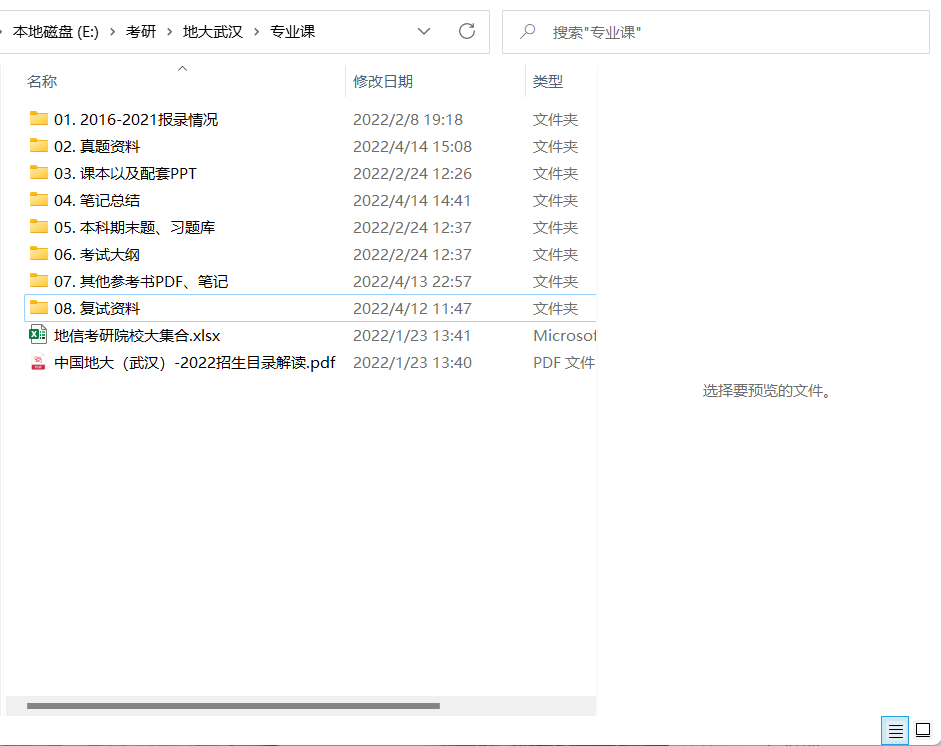 本地磁盘 (E:) › 考研 › 地大武汉 › 专业课 搜索"专业课"
名称 修改日期 类型
01. 2016-2021报录情况 2022/2/8 19:18 文件夹
02. 真题资料 2022/4/14 15:08 文件夹
03. 课本以及配套PPT 2022/2/24 12:26 文件夹
04. 笔记总结 2022/4/14 14:41 文件夹
05. 本科期末题、习题库 2022/2/24 12:37 文件夹
06. 考试大纲 2022/2/24 12:37 文件夹
07. 其他参考书PDF、笔记 2022/4/13 22:57 文件夹
08. 复试资料 2022/4/12 11:47 文件夹
地信考研院校大集合.xlsx 2022/1/23 13:41 Microsof
中国地大（武汉）-2022招生目录解读.pdf 2022/1/23 13:40 PDF 文件
选择要预览的文件。